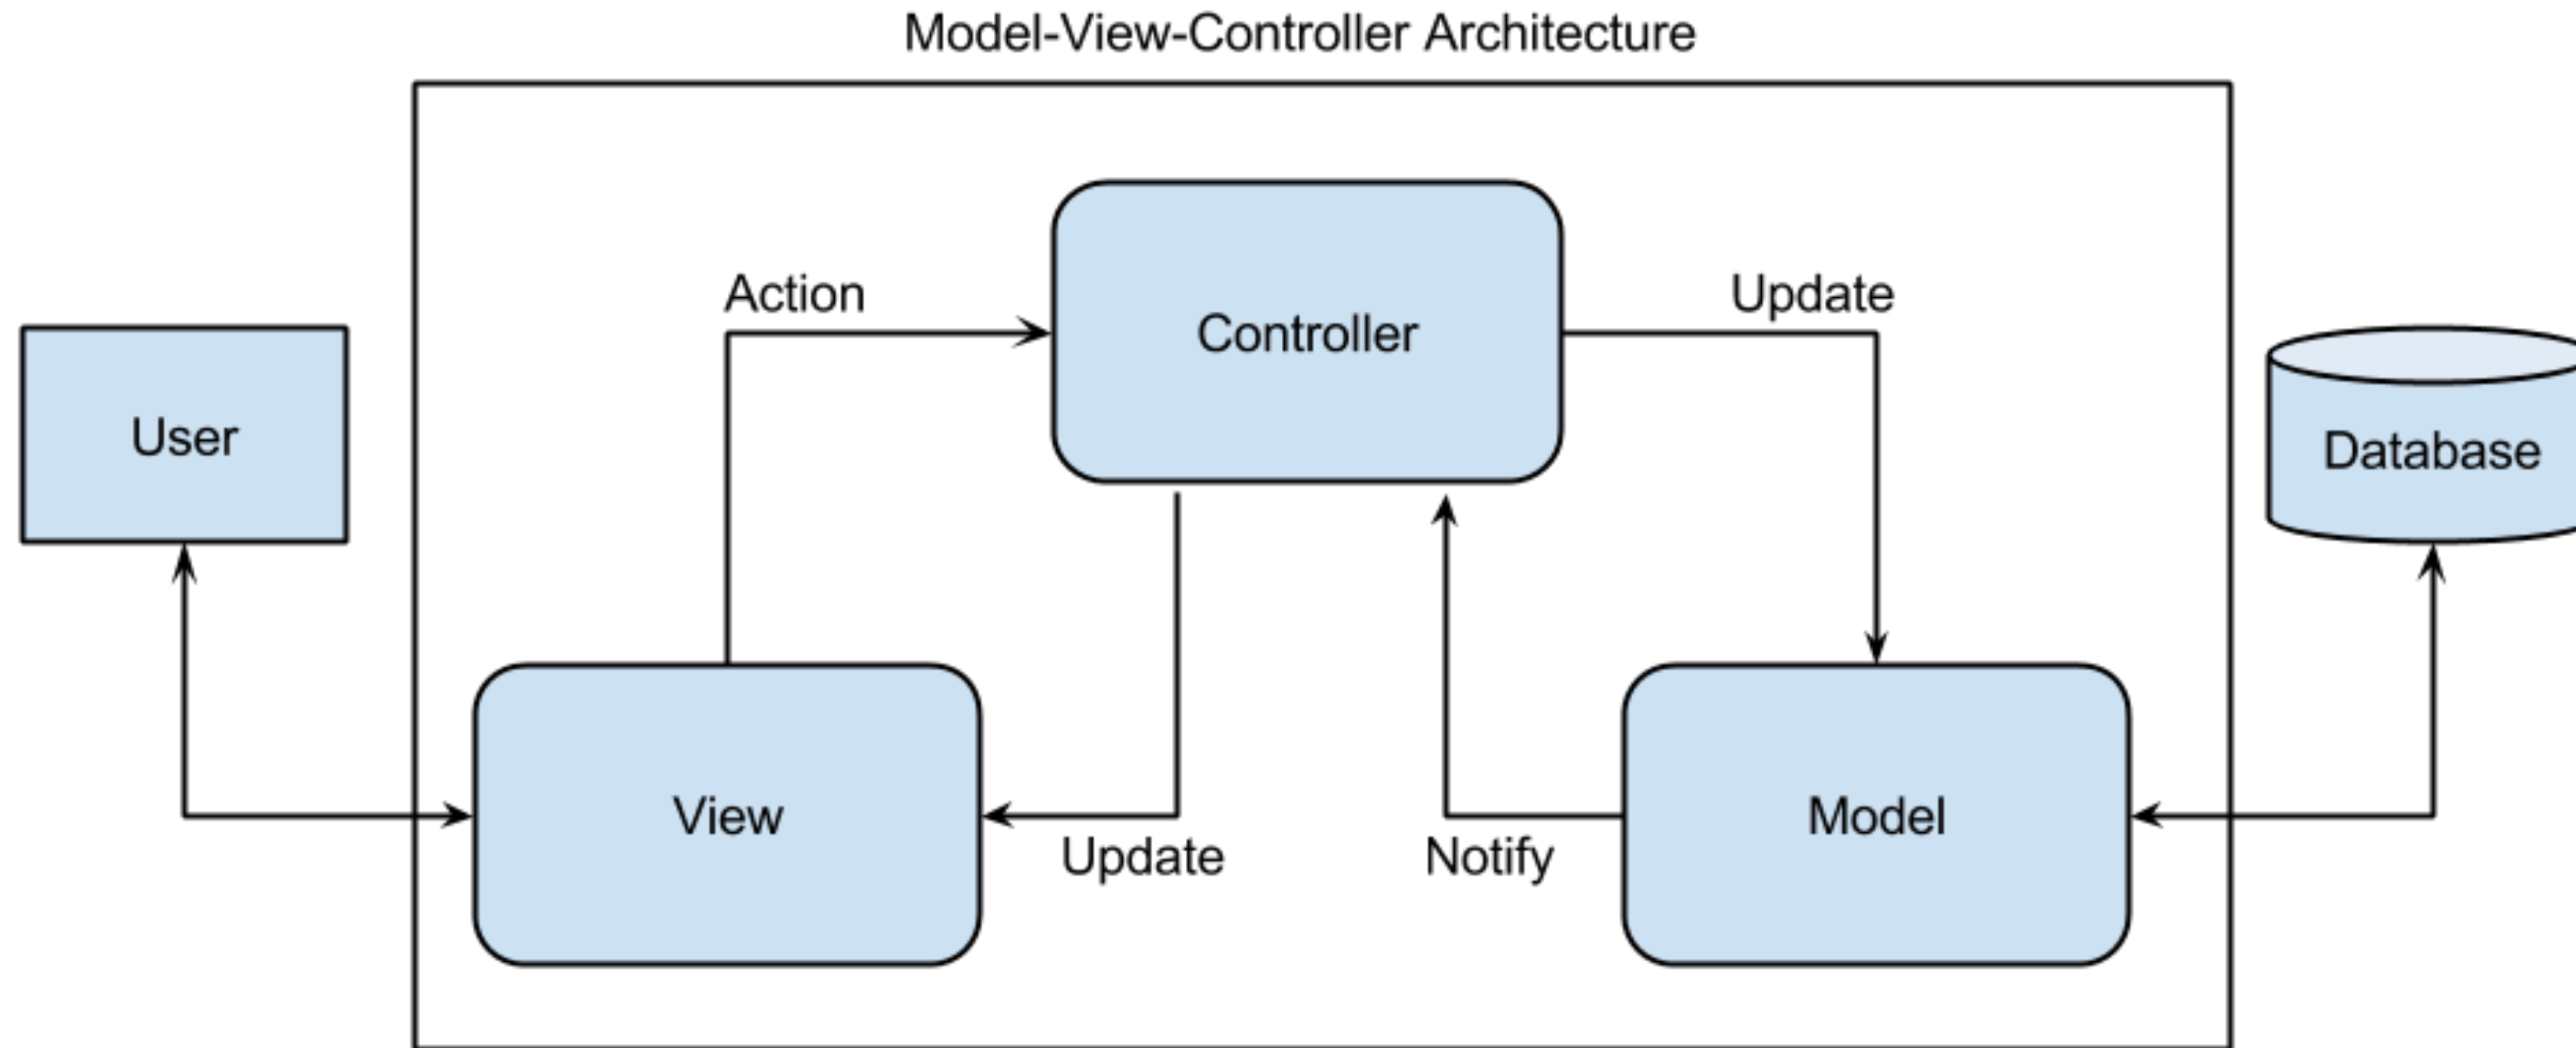 Model-View-Controller Architecture
Action
Controller
Update
User
Database
View
Update
Notify
Model